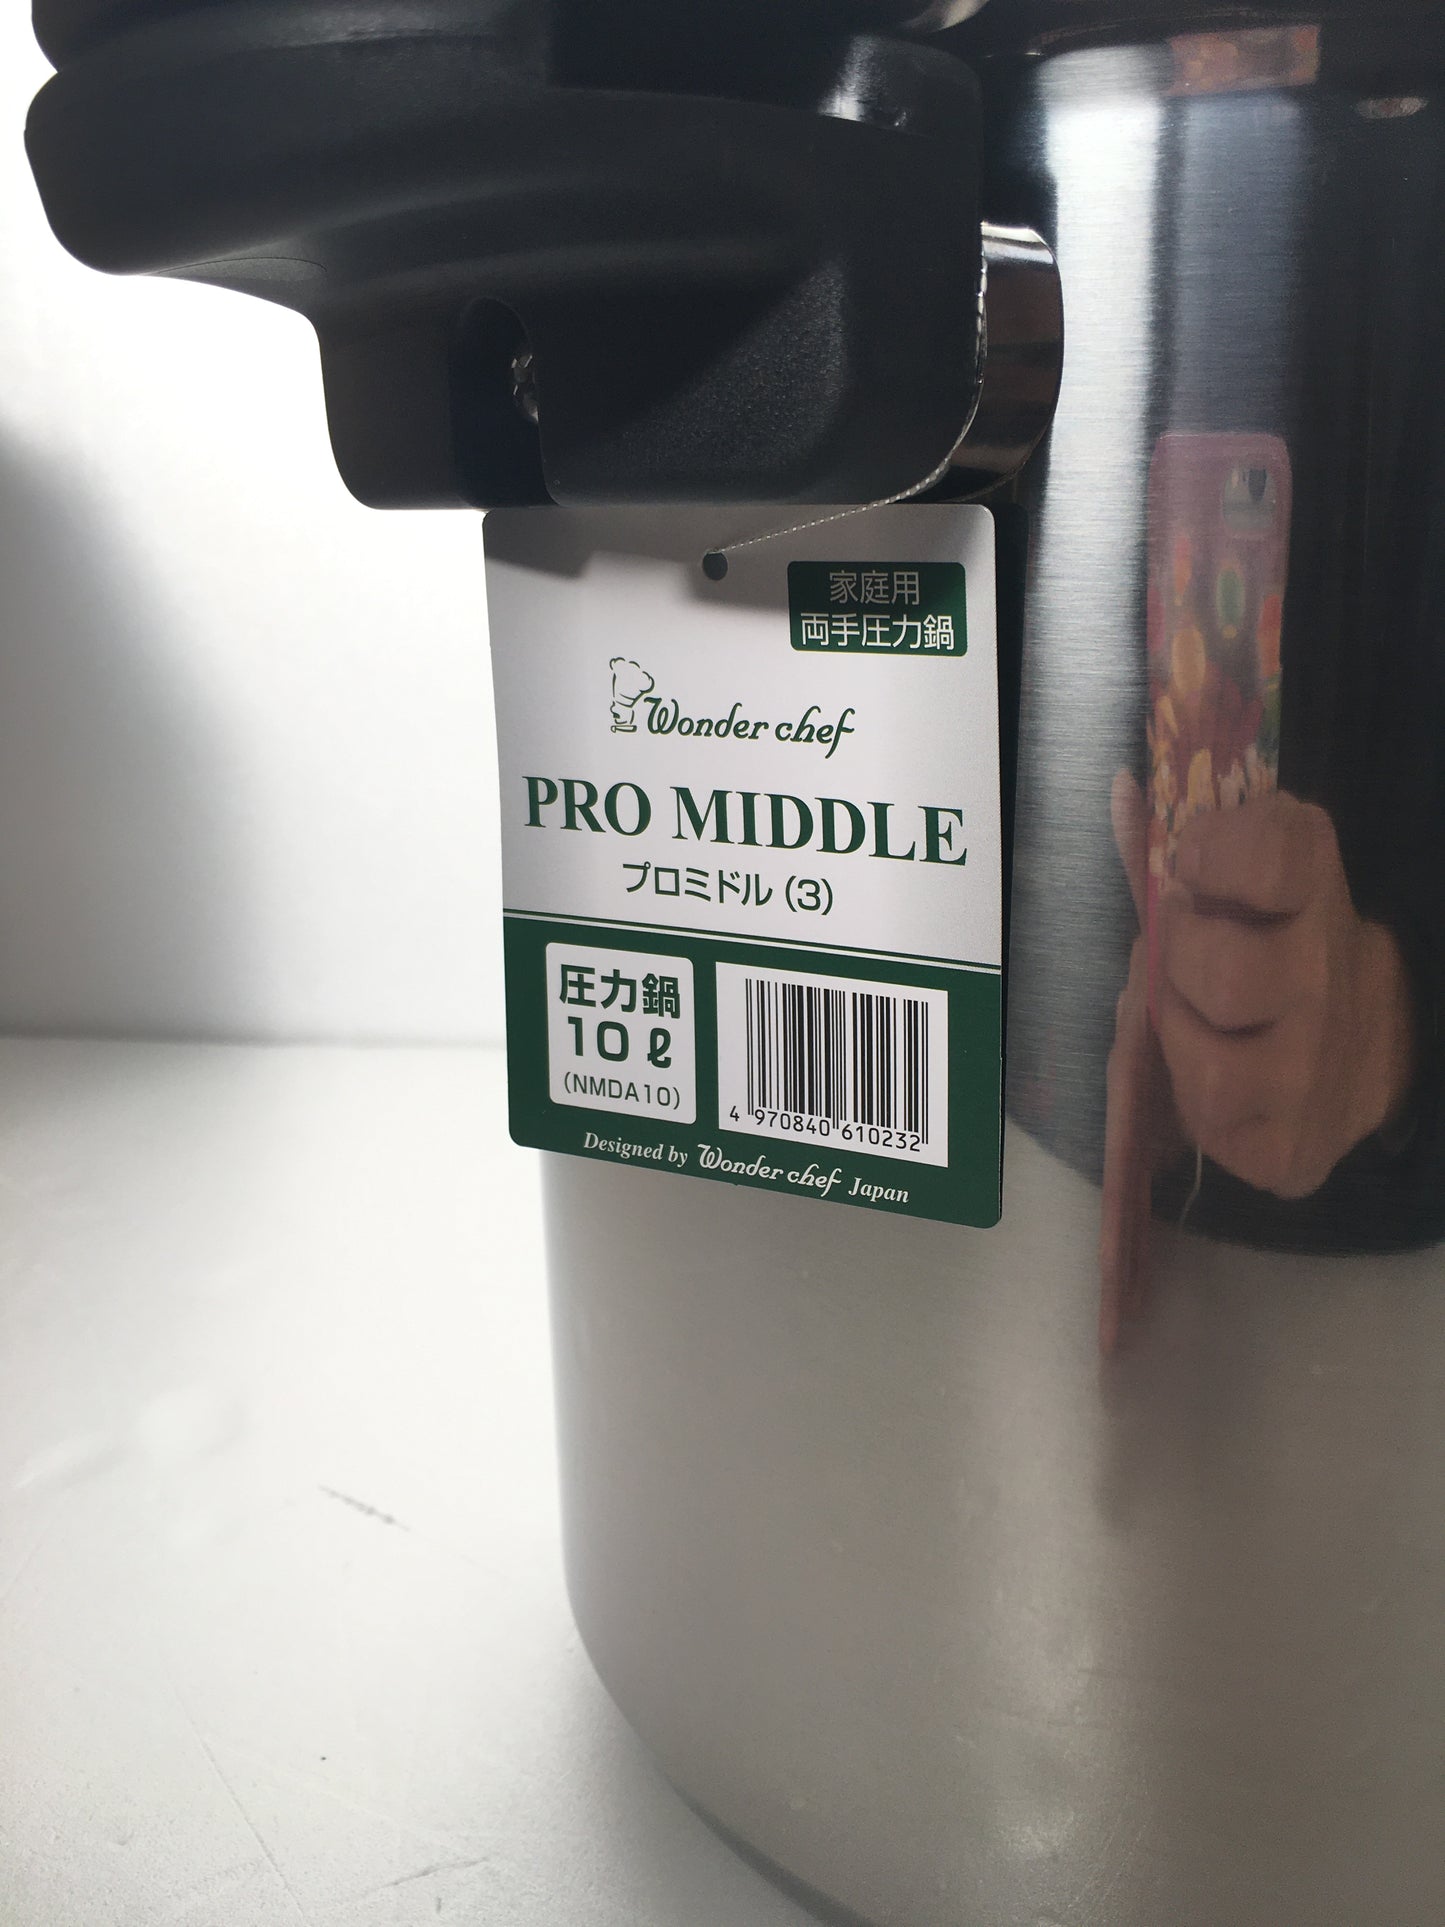 家庭用
両手圧力鍋
Wonder chef
PRO MIDDLE
プロミドル(3)
圧力鍋
10ℓ
(NMDA10)
4 970840 610232
Designed by Wonder chef Japan